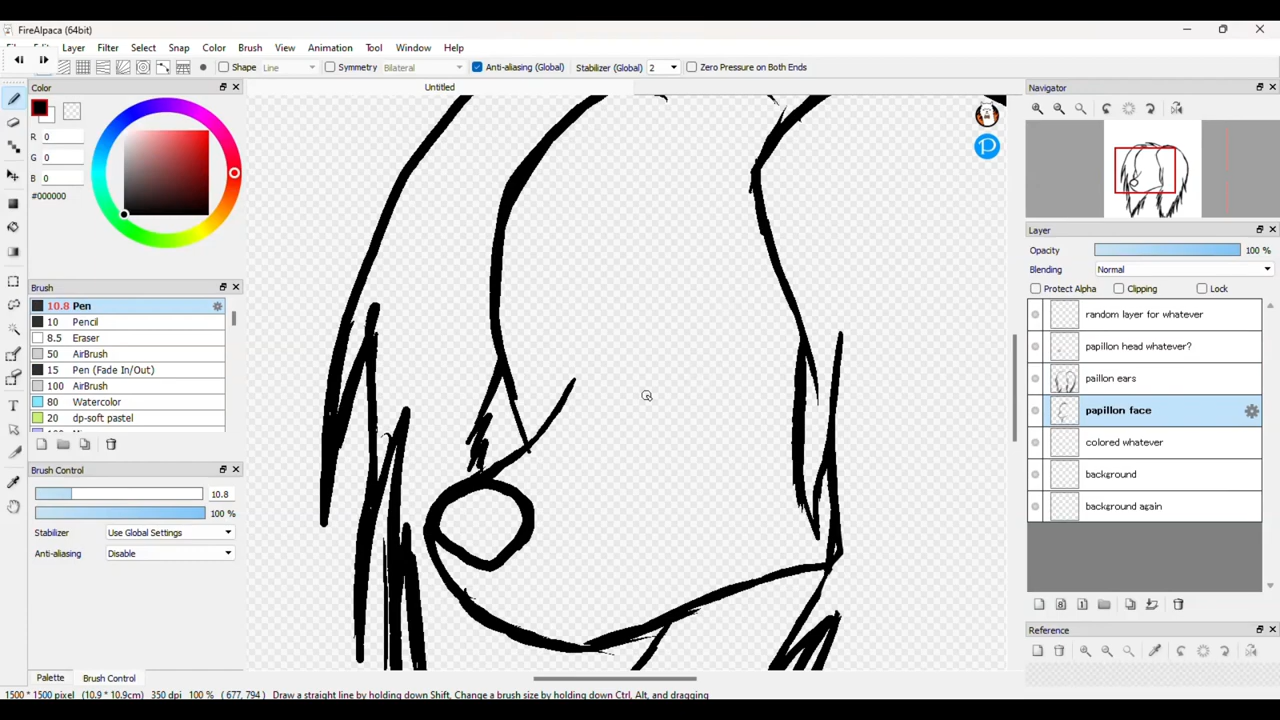 FireAlpaca (64bit)
Layer Filter Select Snap Color Brush View Animation Tool Window Help
Shape Line Symmetry Bilateral Anti-aliasing (Global) Stabilizer (Global) 2 Zero Pressure on Both Ends
Color
Untitled
Navigator
R 0
G 0
B 0
#000000
Brush
10.8 Pen
10 Pencil
8.5 Eraser
50 AirBrush
15 Pen (Fade In/Out)
100 AirBrush
80 Watercolor
20 dp-soft pastel
Brush Control
10.8
100 %
Stabilizer Use Global Settings
Anti-aliasing Disable
Palette Brush Control
Layer
Opacity 100 %
Blending Normal
Protect Alpha Clipping Lock
random layer for whatever
papillon head whatever?
paillon ears
papillon face
colored whatever
background
background again
Reference
1500 * 1500 pixel (10.9 * 10.9cm) 350 dpi 100 % ( 677, 794 ) Draw a straight line by holding down Shift, Change a brush size by holding down Ctrl, Alt, and dragging